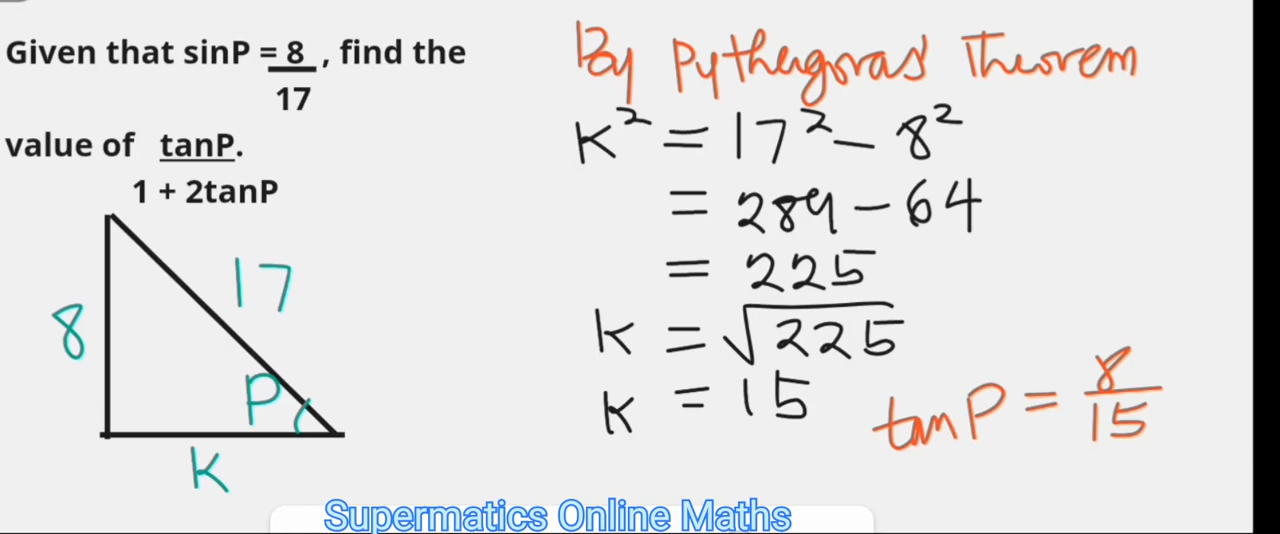 Given that sinP = 8/17, find the
value of tanP.
1 + 2tanP
8
17
P
K
By Pythagoras' Theorem
K² = 17² - 8²
= 289 - 64
= 225
K = √225
K = 15
tanP = 8/15
Supermatics Online Maths